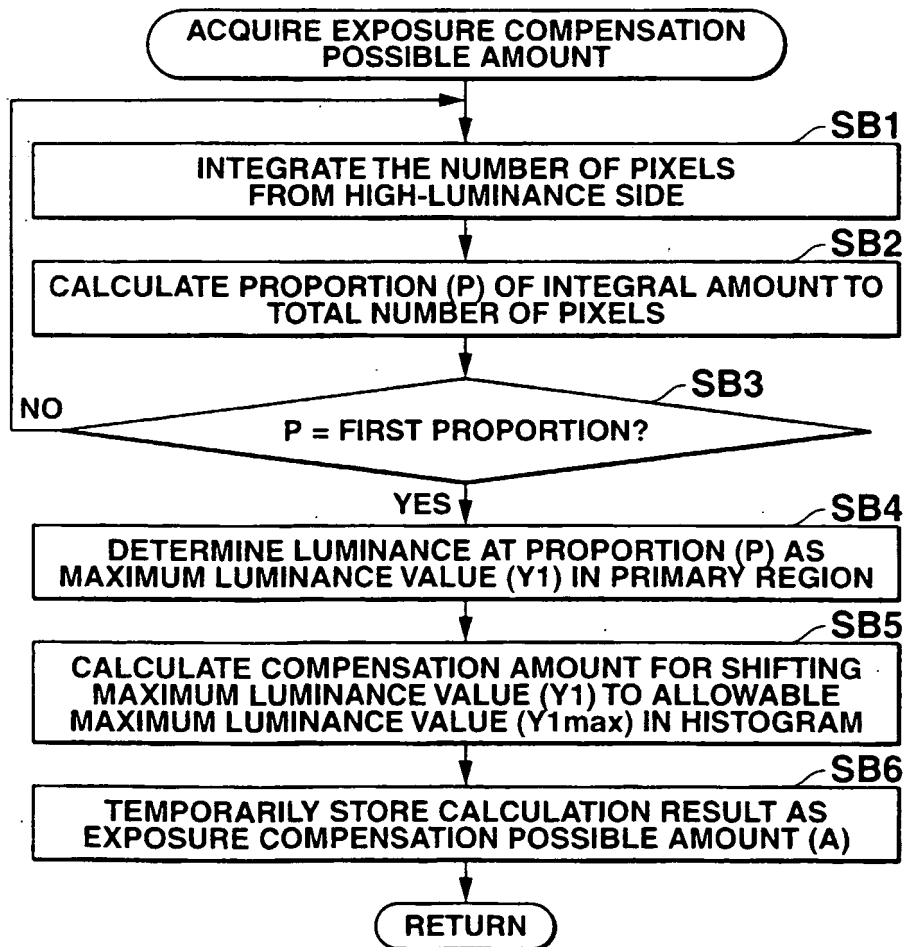 ACQUIRE EXPOSURE COMPENSATION
POSSIBLE AMOUNT
SB1
INTEGRATE THE NUMBER OF PIXELS
FROM HIGH-LUMINANCE SIDE
SB2
CALCULATE PROPORTION (P) OF INTEGRAL AMOUNT TO
TOTAL NUMBER OF PIXELS
SB3
NO
P = FIRST PROPORTION?
YES
SB4
DETERMINE LUMINANCE AT PROPORTION (P) AS
MAXIMUM LUMINANCE VALUE (Y1) IN PRIMARY REGION
SB5
CALCULATE COMPENSATION AMOUNT FOR SHIFTING
MAXIMUM LUMINANCE VALUE (Y1) TO ALLOWABLE
MAXIMUM LUMINANCE VALUE (Y1max) IN HISTOGRAM
SB6
TEMPORARILY STORE CALCULATION RESULT AS
EXPOSURE COMPENSATION POSSIBLE AMOUNT (A)
RETURN